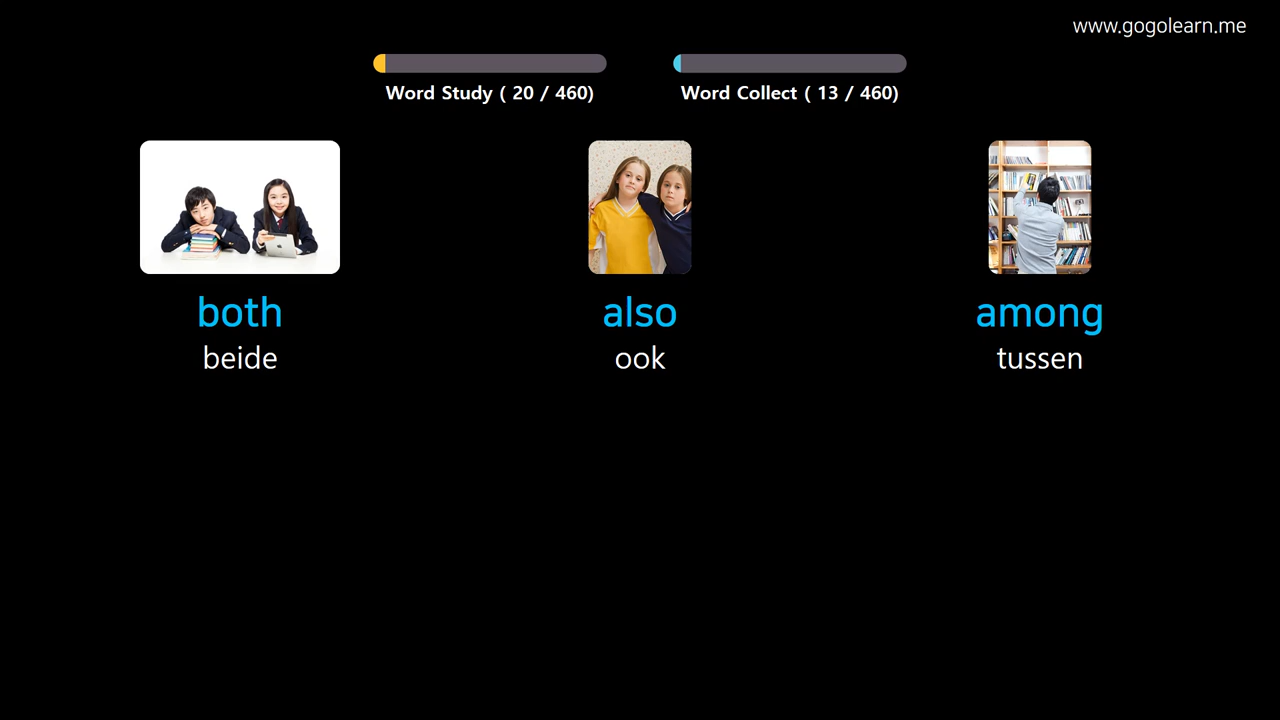 www.gogolearn.me
Word Study ( 20 / 460)
Word Collect ( 13 / 460)
both
also
among
beide
ook
tussen